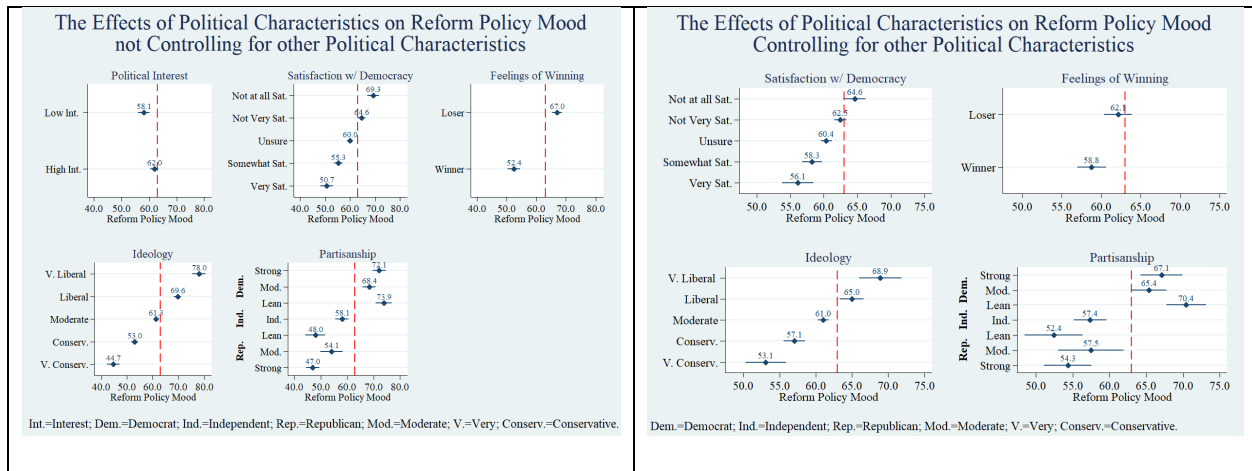 The Effects of Political Characteristics on Reform Policy Mood
not Controlling for other Political Characteristics
Political Interest
Low Int.
High Int.
58.1
62.0
40.0 50.0 60.0 70.0 80.0
Reform Policy Mood
Satisfaction w/ Democracy
Not at all Sat.
Not Very Sat.
Unsure
Somewhat Sat.
Very Sat.
69.3
64.6
60.0
55.3
50.7
40.0 50.0 60.0 70.0 80.0
Reform Policy Mood
Feelings of Winning
Loser
Winner
67.0
52.4
40.0 50.0 60.0 70.0 80.0
Reform Policy Mood
Ideology
V. Liberal
Liberal
Moderate
Conserv.
V. Conserv.
78.0
69.6
61.3
53.0
44.7
40.0 50.0 60.0 70.0 80.0
Reform Policy Mood
Partisanship
Rep. Ind. Dem.
Strong
Mod.
Lean
Ind.
Lean
Mod.
Strong
72.1
68.4
73.9
58.1
48.0
54.1
47.0
40.0 50.0 60.0 70.0 80.0
Reform Policy Mood
Int.=Interest; Dem.=Democrat; Ind.=Independent; Rep.=Republican; Mod.=Moderate; V.=Very; Conserv.=Conservative.
The Effects of Political Characteristics on Reform Policy Mood
Controlling for other Political Characteristics
Satisfaction w/ Democracy
Not at all Sat.
Not Very Sat.
Unsure
Somewhat Sat.
Very Sat.
64.6
62.5
60.4
58.3
56.1
50.0 55.0 60.0 65.0 70.0 75.0
Reform Policy Mood
Feelings of Winning
Loser
Winner
62.1
58.8
50.0 55.0 60.0 65.0 70.0 75.0
Reform Policy Mood
Ideology
V. Liberal
Liberal
Moderate
Conserv.
V. Conserv.
68.9
65.0
61.0
57.1
53.1
50.0 55.0 60.0 65.0 70.0 75.0
Reform Policy Mood
Partisanship
Rep. Ind. Dem.
Strong
Mod.
Lean
Ind.
Lean
Mod.
Strong
67.1
65.4
70.4
57.4
52.4
57.5
54.3
50.0 55.0 60.0 65.0 70.0 75.0
Reform Policy Mood
Dem.=Democrat; Ind.=Independent; Rep.=Republican; Mod.=Moderate; V.=Very; Conserv.=Conservative.